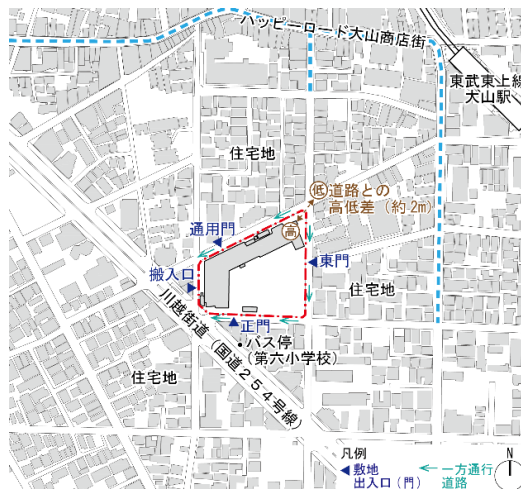 ハッピーロード大山商店街
東武東上線
大山駅
住宅地
低
道路との
高低差(約2m)
通用門
高
搬入口
東門
住宅地
正門
バス停
(第六小学校)
川越街道(国道254号線)
住宅地
凡例
敷地
出入口(門)
一方通行
道路
N